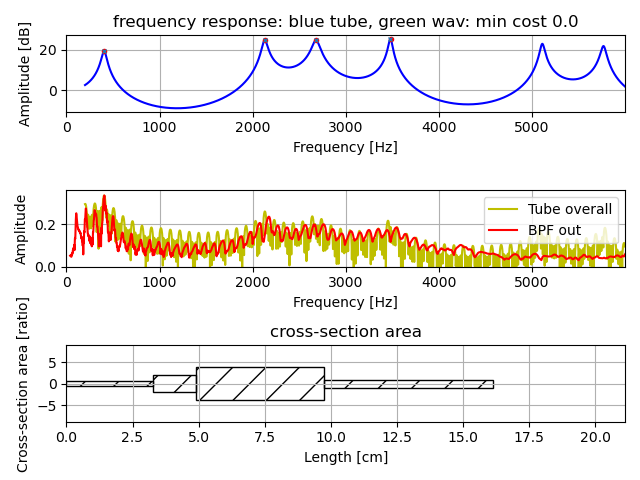 frequency response: blue tube, green wav: min cost 0.0
Amplitude [dB]
20
0
0
1000
2000
3000
4000
5000
Frequency [Hz]
Amplitude
0.2
0.0
Tube overall
BPF out
0
1000
2000
3000
4000
5000
Frequency [Hz]
cross-section area
Cross-section area [ratio]
5
0
−5
0.0
2.5
5.0
7.5
10.0
12.5
15.0
17.5
20.0
Length [cm]